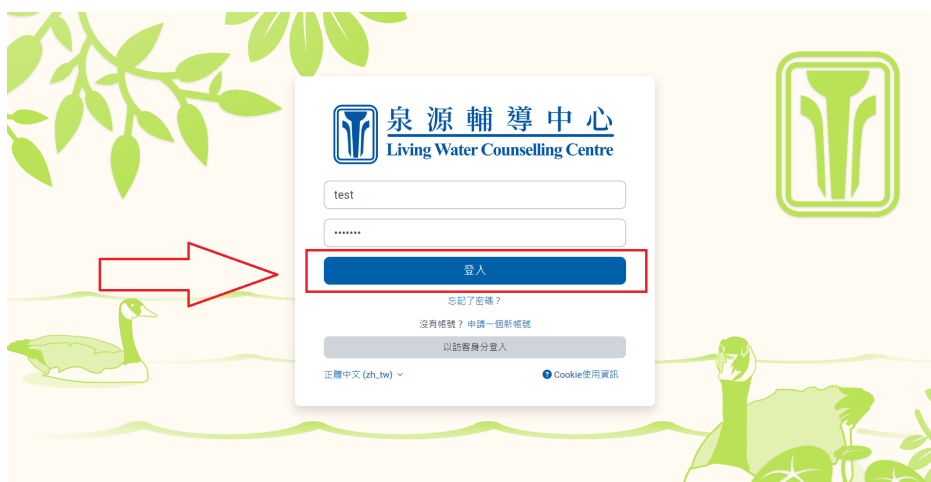 泉源輔導中心
Living Water Counselling Centre
test
•••••••
登入
忘記了密碼？
沒有帳號？ 申請一個新帳號
以訪客身分登入
正體中文 (zh_tw)
Cookie使用資訊